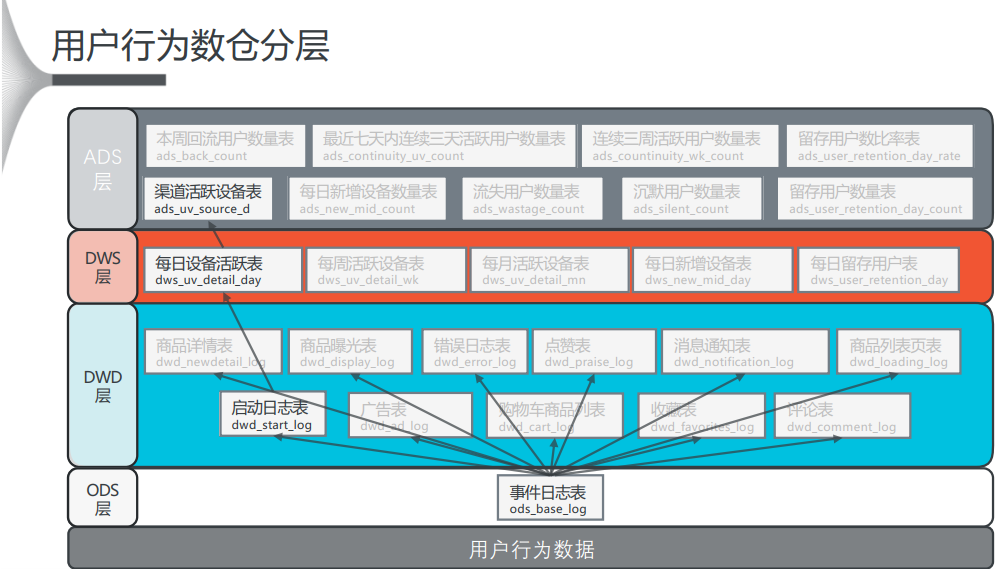 用户行为数仓分层
ADS
层
本周回流用户数量表
ads_back_count
最近七天内连续三天活跃用户数量表
ads_continuity_uv_count
连续三周活跃用户数量表
ads_countinuity_wk_count
留存用户数比率表
ads_user_retention_day_rate
渠道活跃设备表
ads_uv_source_d
每日新增设备数量表
ads_new_mid_count
流失用户数量表
ads_wastage_count
沉默用户数量表
ads_silent_count
留存用户数量表
ads_user_retention_day_count
DWS
层
每日设备活跃表
dws_uv_detail_day
每周活跃设备表
dws_uv_detail_wk
每月活跃设备表
dws_uv_detail_mn
每日新增设备表
dws_new_mid_day
每日留存用户表
dws_user_retention_day
DWD
层
商品详情表
dwd_newdetail_log
商品曝光表
dwd_display_log
错误日志表
dwd_error_log
点赞表
dwd_praise_log
消息通知表
dwd_notification_log
商品列表页表
dwd_loading_log
启动日志表
dwd_start_log
广告表
dwd_ad_log
购物车商品列表
dwd_cart_log
收藏表
dwd_favorites_log
评论表
dwd_comment_log
ODS
层
事件日志表
ods_base_log
用户行为数据